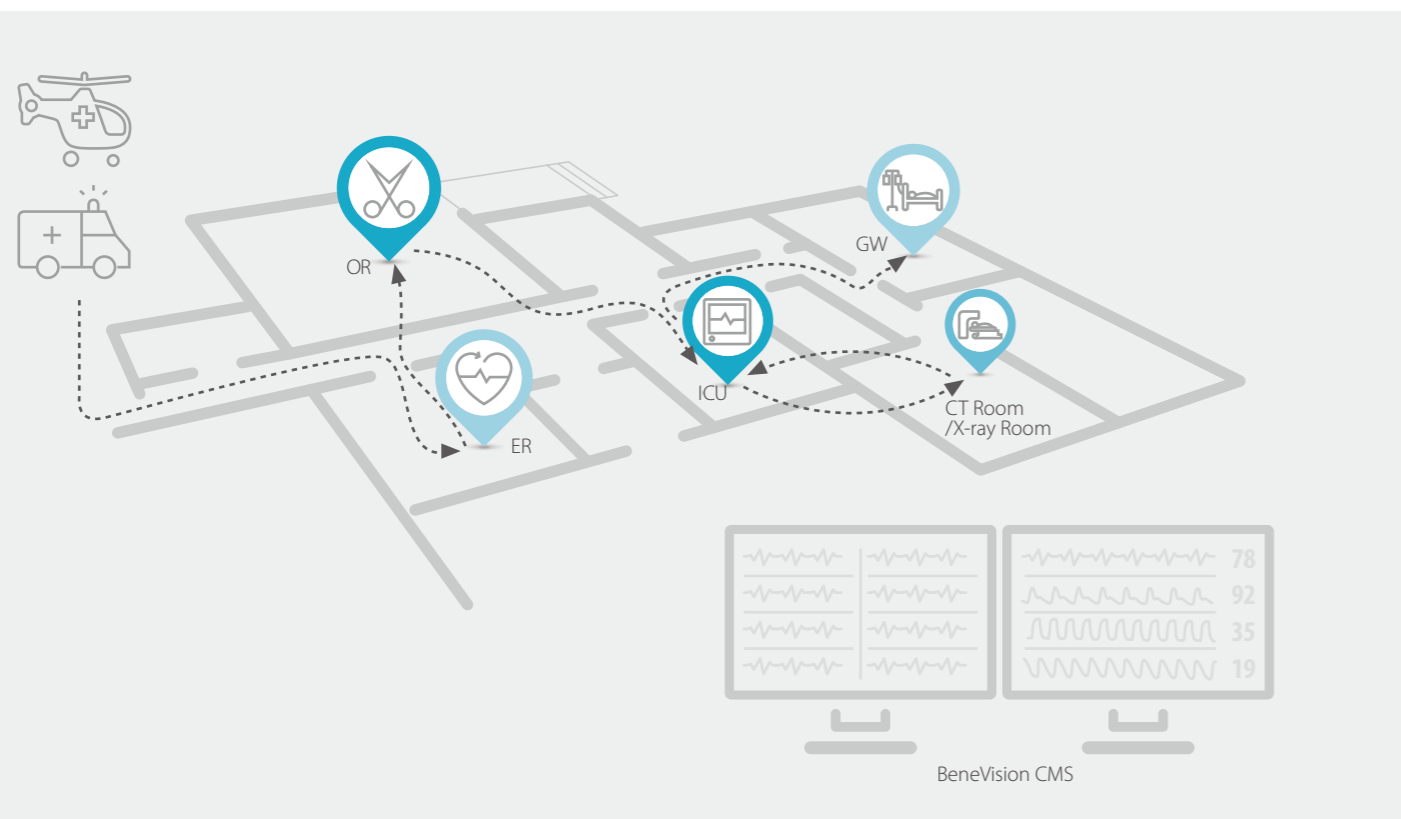 OR
GW
ER
ICU
CT Room
/X-ray Room
78
92
35
19
BeneVision CMS